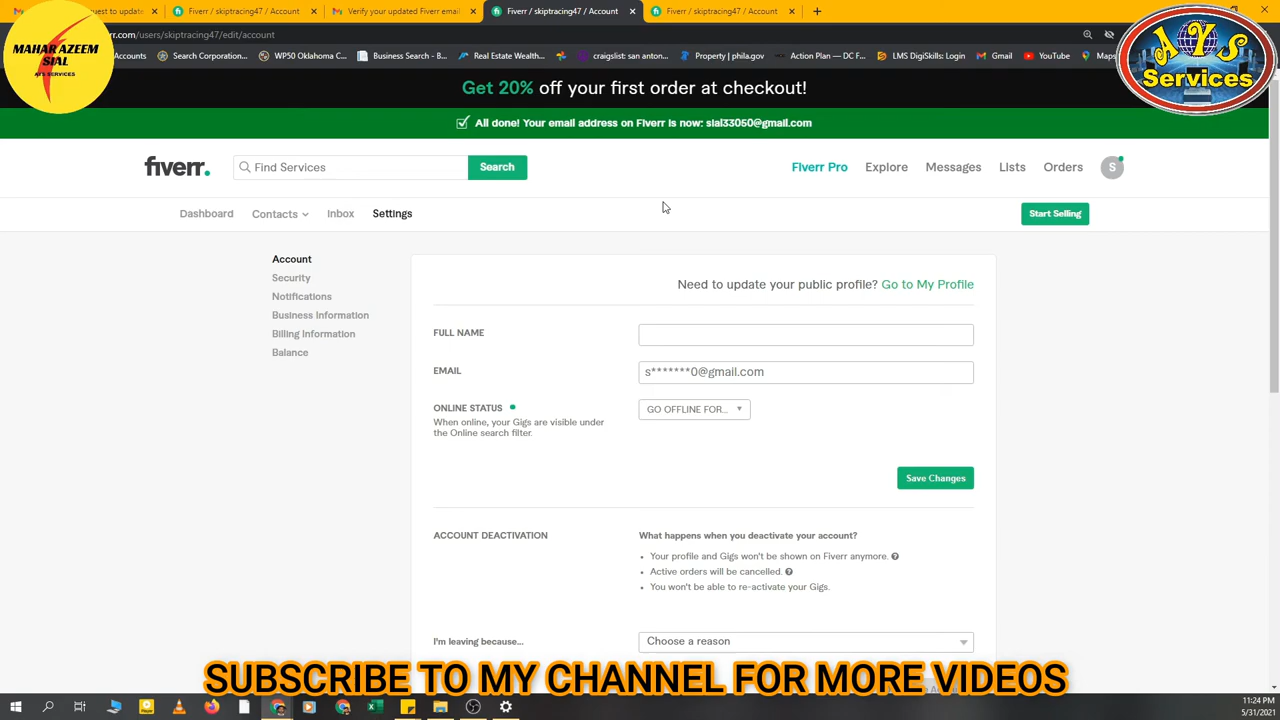 uest to updat
Fiverr / skiptracing47 / Account
Verify your updated Fiverr email
Fiverr / skiptracing47 / Account
Fiverr / skiptracing47 / Account
rr.com/users/skiptracing47/edit/account
Accounts
Search Corporation...
WP50 Oklahoma C...
Business Search - B...
Real Estate Wealth...
craigslist: san anton...
Property | phila.gov
Action Plan — DC F...
LMS DigiSkills: Login
Gmail
YouTube
Maps
MAHAR AZEEM
SIAL
AYS SERVICES
AYS
Services
Get 20% off your first order at checkout!
All done! Your email address on Fiverr is now: sial33050@gmail.com
fiverr.
Find Services
Search
Fiverr Pro
Explore
Messages
Lists
Orders
S
Dashboard
Contacts
Inbox
Settings
Start Selling
Account
Security
Notifications
Business Information
Billing Information
Balance
Need to update your public profile? Go to My Profile
FULL NAME
EMAIL
s*******0@gmail.com
ONLINE STATUS
GO OFFLINE FOR...
When online, your Gigs are visible under
the Online search filter.
Save Changes
ACCOUNT DEACTIVATION
What happens when you deactivate your account?
• Your profile and Gigs won't be shown on Fiverr anymore.
• Active orders will be cancelled.
• You won't be able to re-activate your Gigs.
I'm leaving because...
Choose a reason
SUBSCRIBE TO MY CHANNEL FOR MORE VIDEOS
11:24 PM
5/31/2021